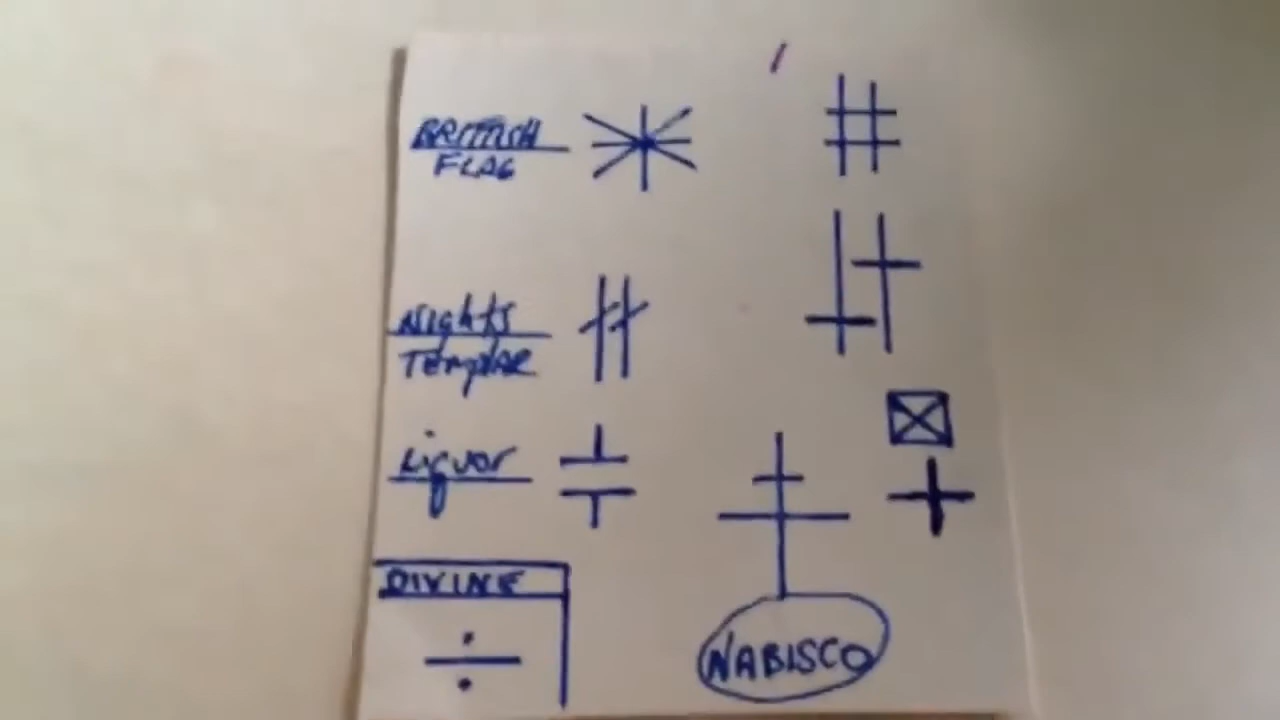 BRITISH
FLAG
#
Nights
Templar
Liquor
DIVINE
÷
NABISCO